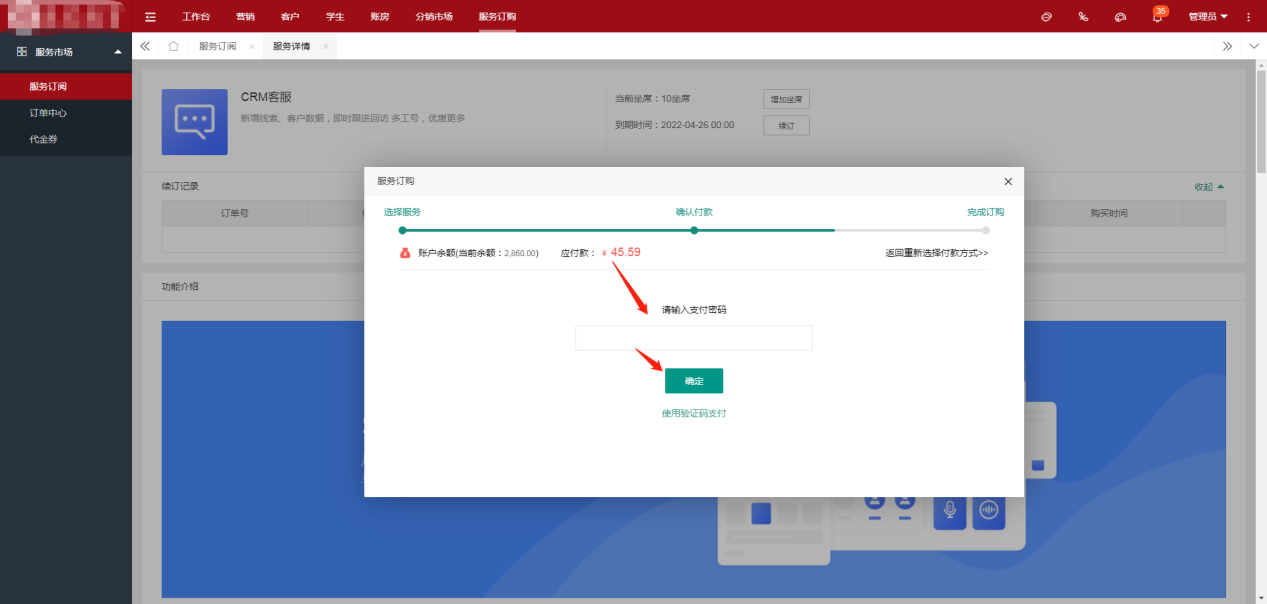 工作台 营销 客户 学生 账房 分销市场 服务订购 35 管理员
服务市场
服务订阅 × 服务详情 ×
服务订阅
订单中心
代金券
CRM客服
新增线索、客户数据，即时跟进回访 多工号，优惠更多
当前坐席：10坐席
增加坐席
到期时间：2022-04-26 00:00
续订
续订记录
收起
订单号
购买时间
功能介绍
服务订购
选择服务
确认付款
完成订购
账户余额(当前余额：2,860.00) 应付款：￥45.59 返回重新选择付款方式>>
请输入支付密码
确定
使用验证码支付